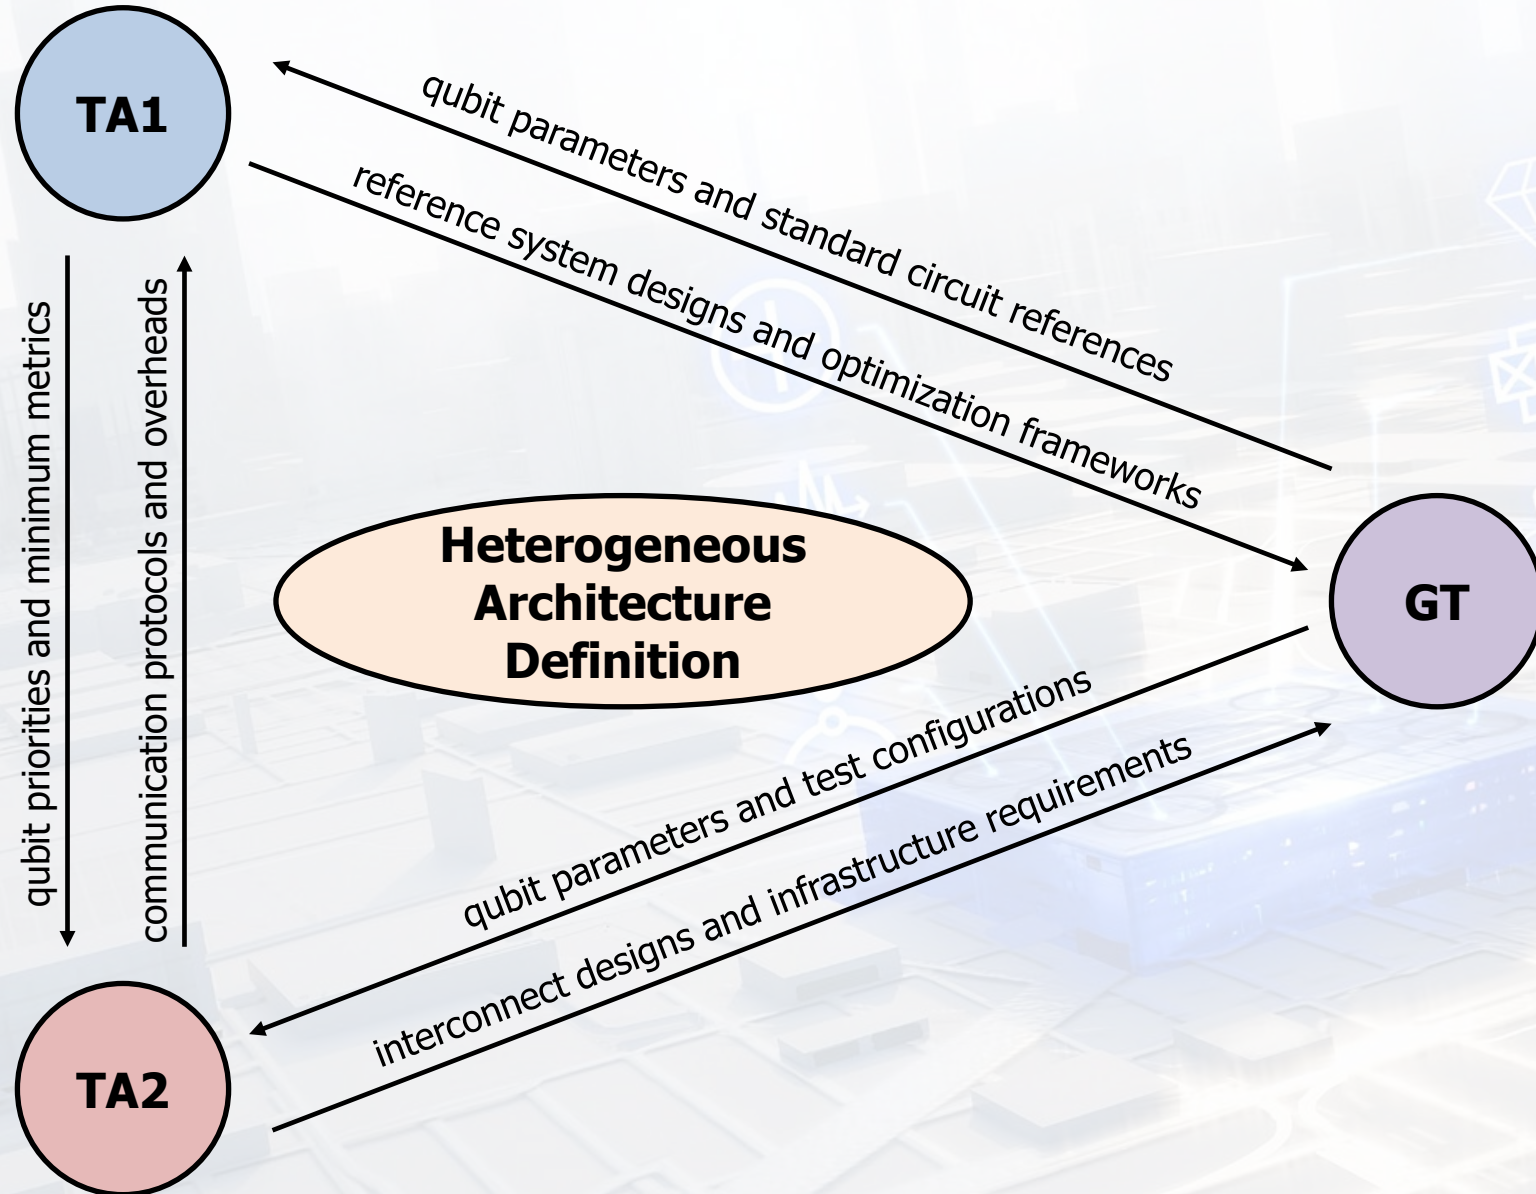 TA1
qubit parameters and standard circuit references
reference system designs and optimization frameworks
qubit priorities and minimum metrics
communication protocols and overheads
Heterogeneous
Architecture
Definition
GT
qubit parameters and test configurations
interconnect designs and infrastructure requirements
TA2